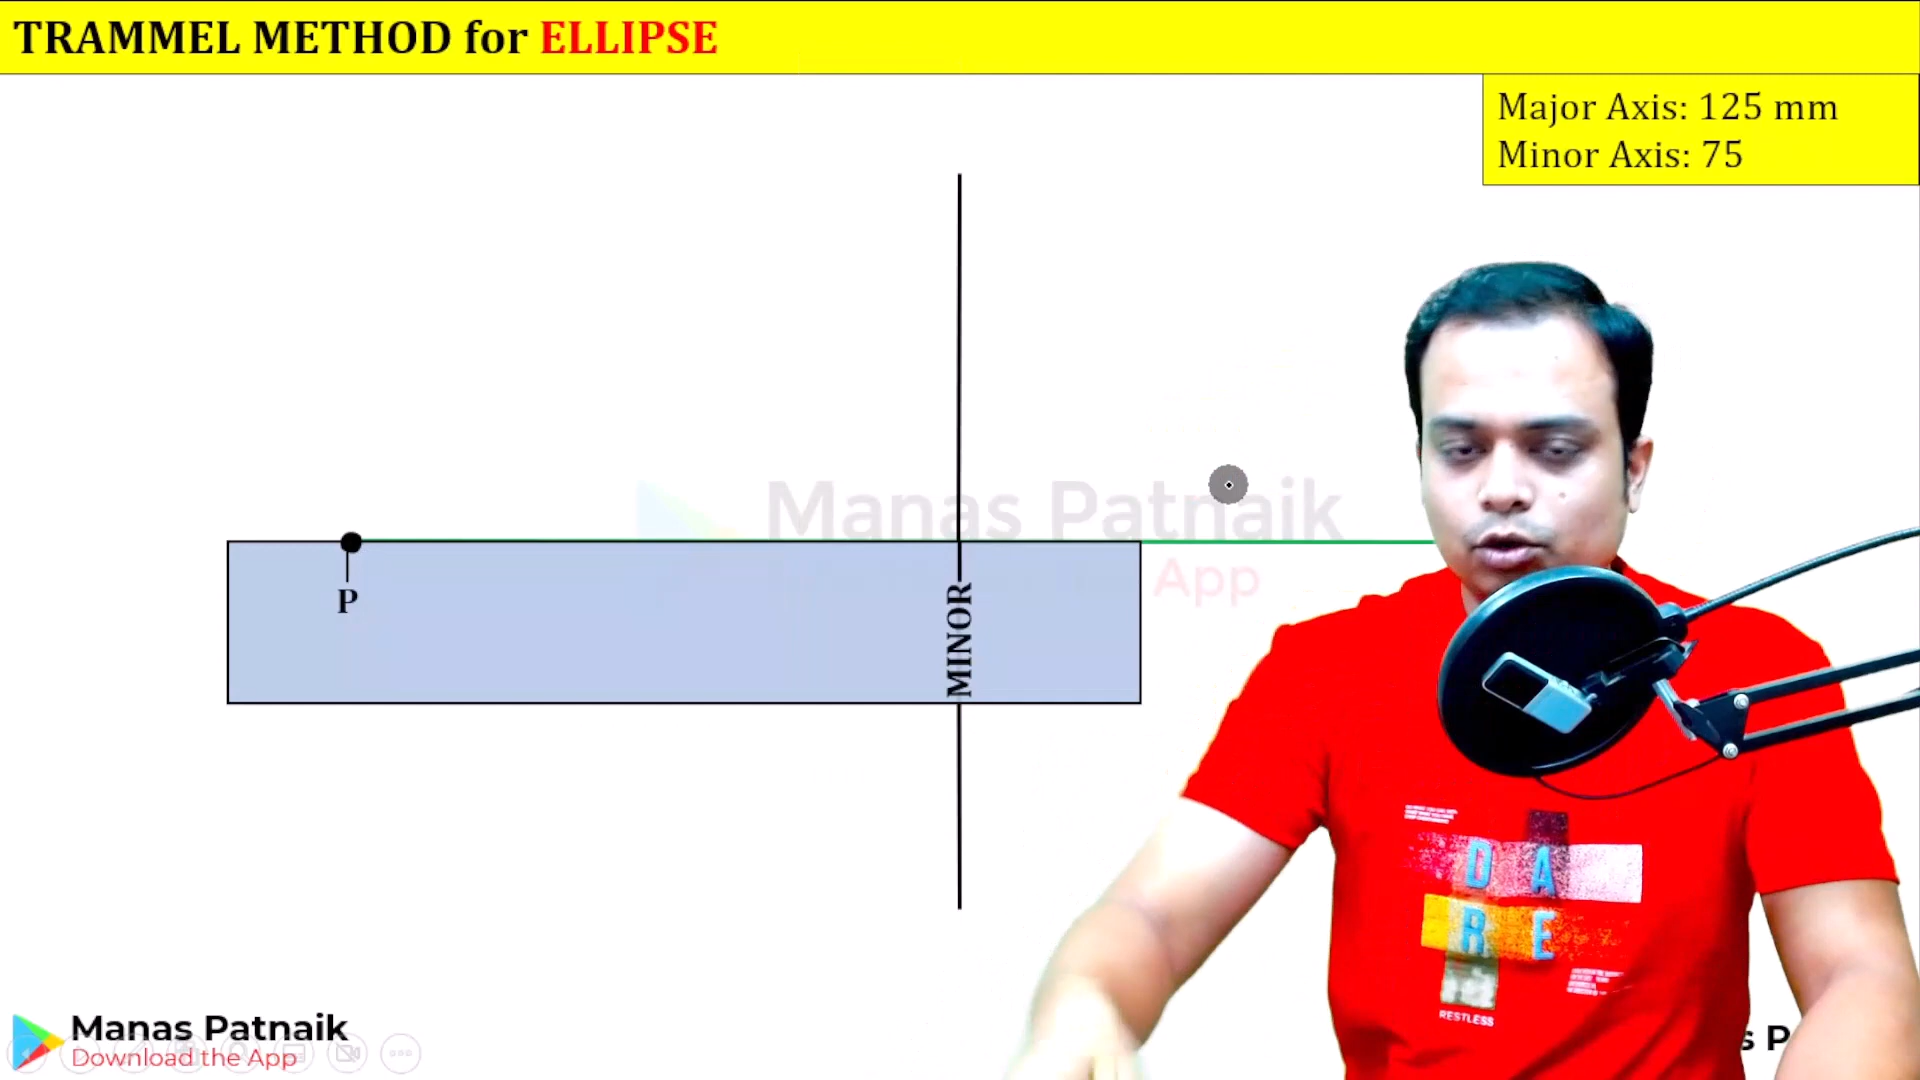 TRAMMEL METHOD for ELLIPSE
Major Axis: 125 mm
Minor Axis: 75
Manas Patnaik
App
P
MINOR
D A
R E
RESTLESS
Manas Patnaik
Download the App
s P